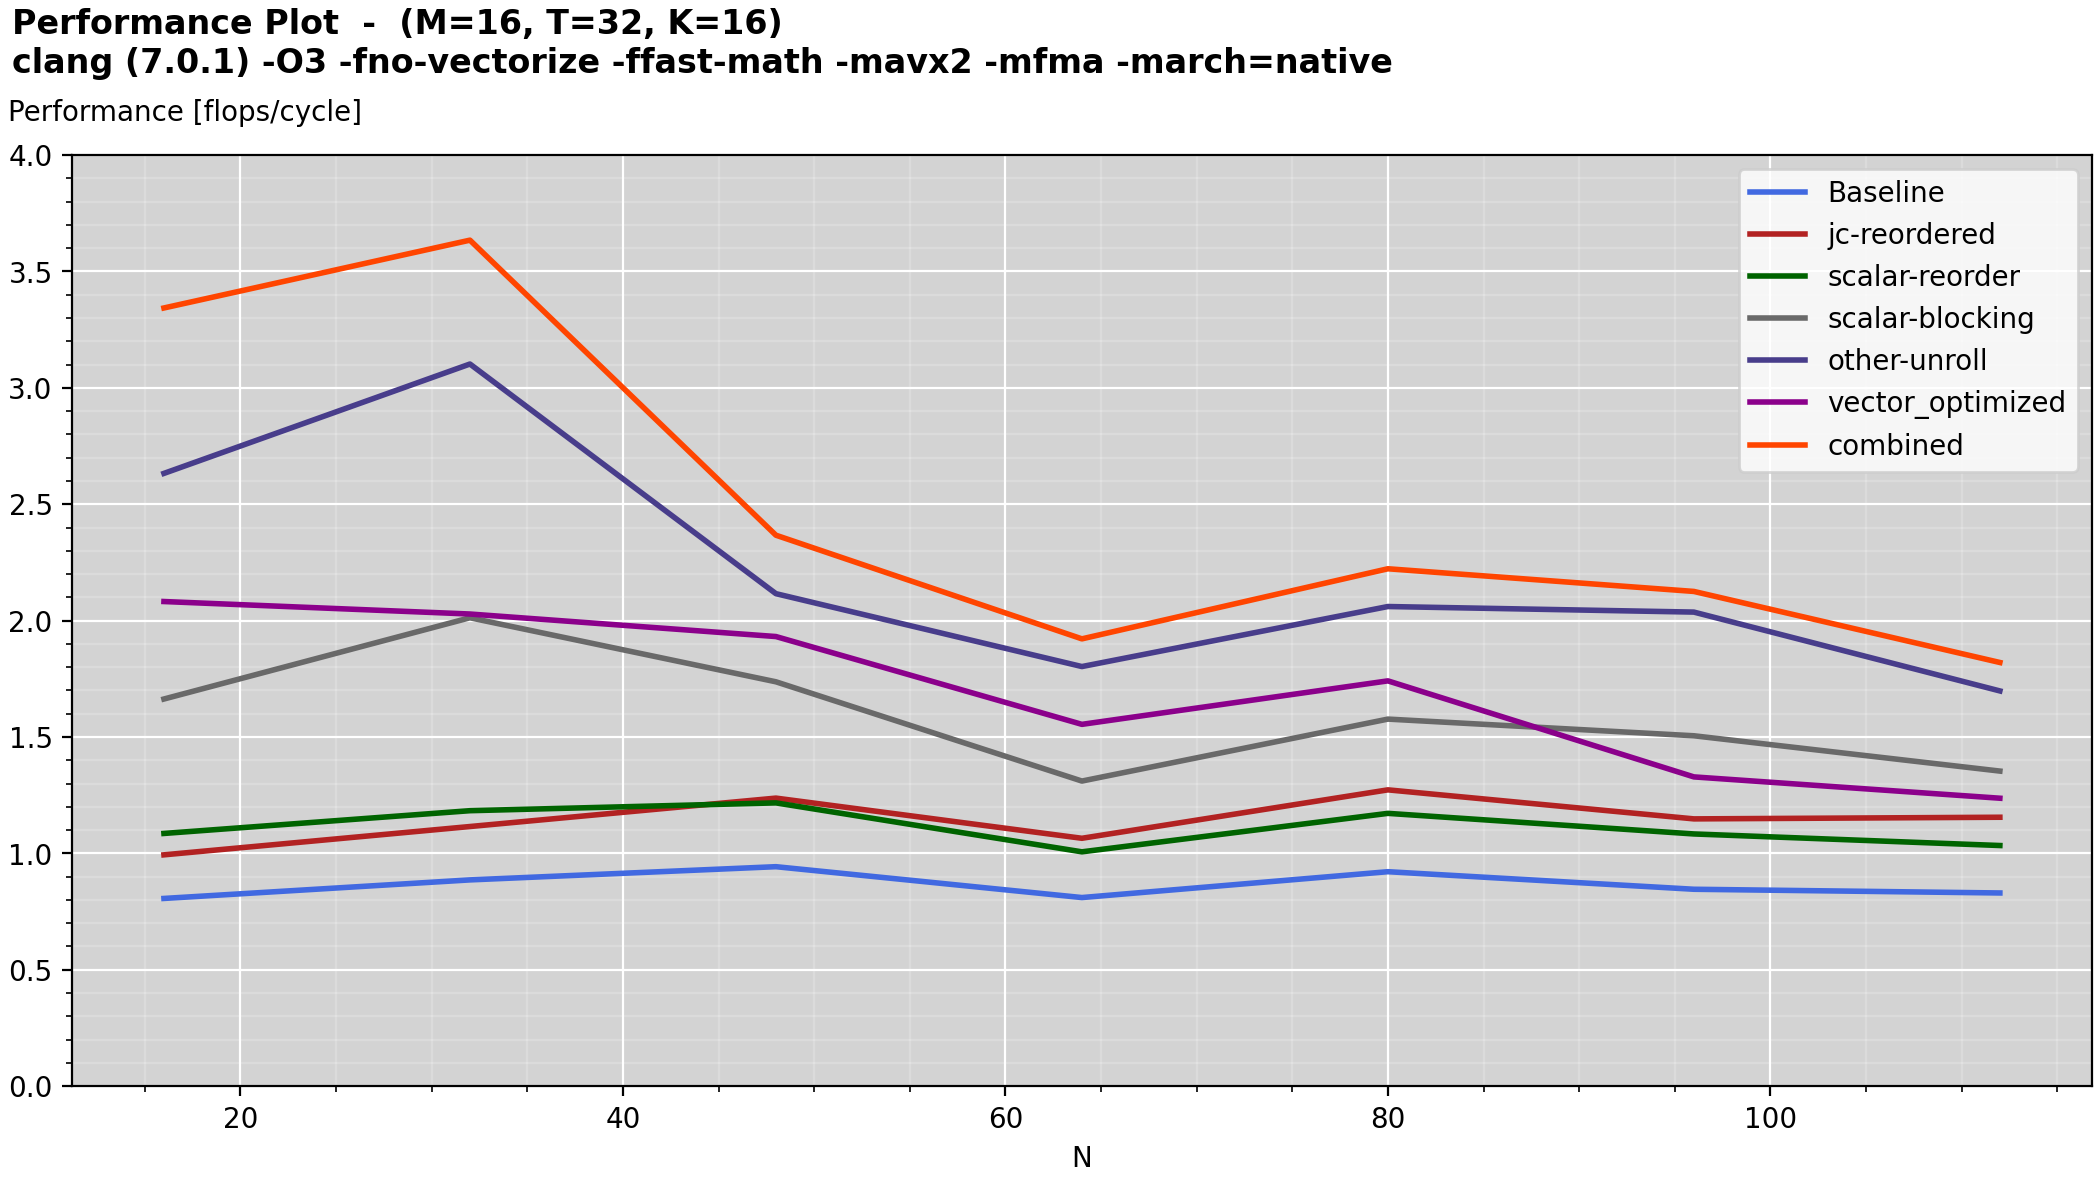 Performance Plot - (M=16, T=32, K=16)
clang (7.0.1) -O3 -fno-vectorize -ffast-math -mavx2 -mfma -march=native
Performance [flops/cycle]
4.0
3.5
3.0
2.5
2.0
1.5
1.0
0.5
0.0
Baseline
jc-reordered
scalar-reorder
scalar-blocking
other-unroll
vector_optimized
combined
20 40 60 80 100
N